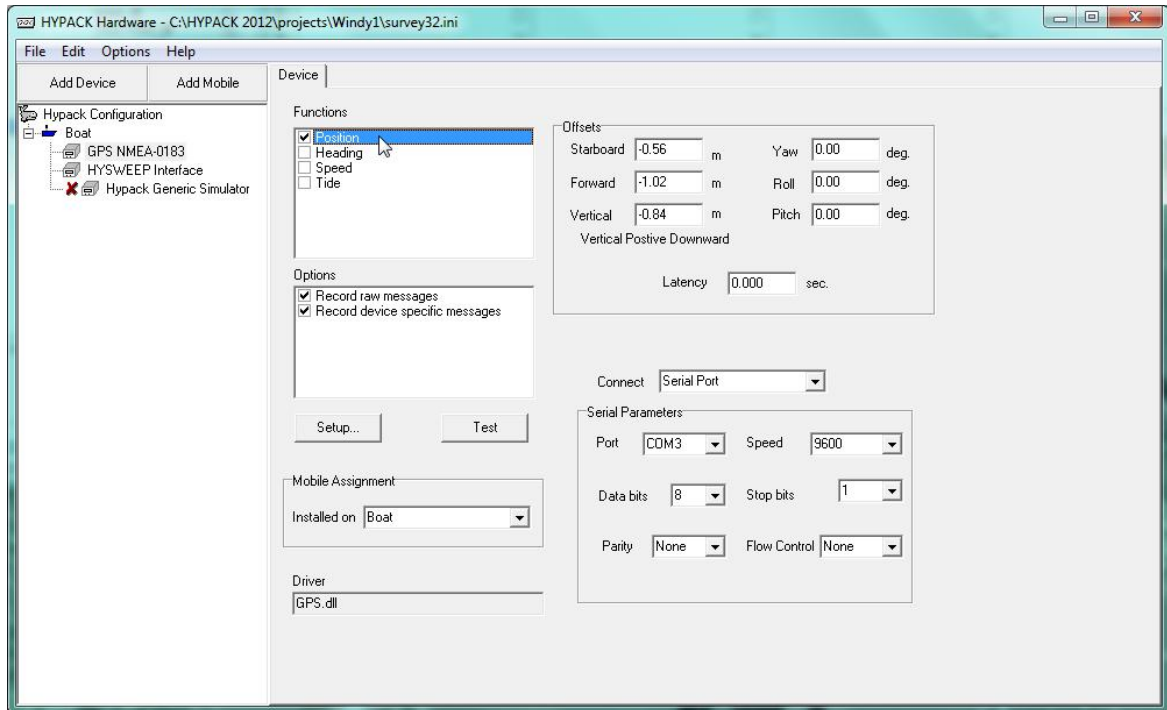 HYPACK Hardware - C:\HYPACK 2012\projects\Windy1\survey32.ini
File Edit Options Help
Add Device Add Mobile
Device
Hypack Configuration
Boat
GPS NMEA-0183
HYSWEEP Interface
Hypack Generic Simulator
Functions
Position
Heading
Speed
Tide
Options
Record raw messages
Record device specific messages
Setup... Test
Mobile Assignment
Installed on Boat
Driver
GPS.dll
Offsets
Starboard -0.56 m Yaw 0.00 deg.
Forward -1.02 m Roll 0.00 deg.
Vertical -0.84 m Pitch 0.00 deg.
Vertical Postive Downward
Latency 0.000 sec.
Connect Serial Port
Serial Parameters
Port COM3 Speed 9600
Data bits 8 Stop bits 1
Parity None Flow Control None